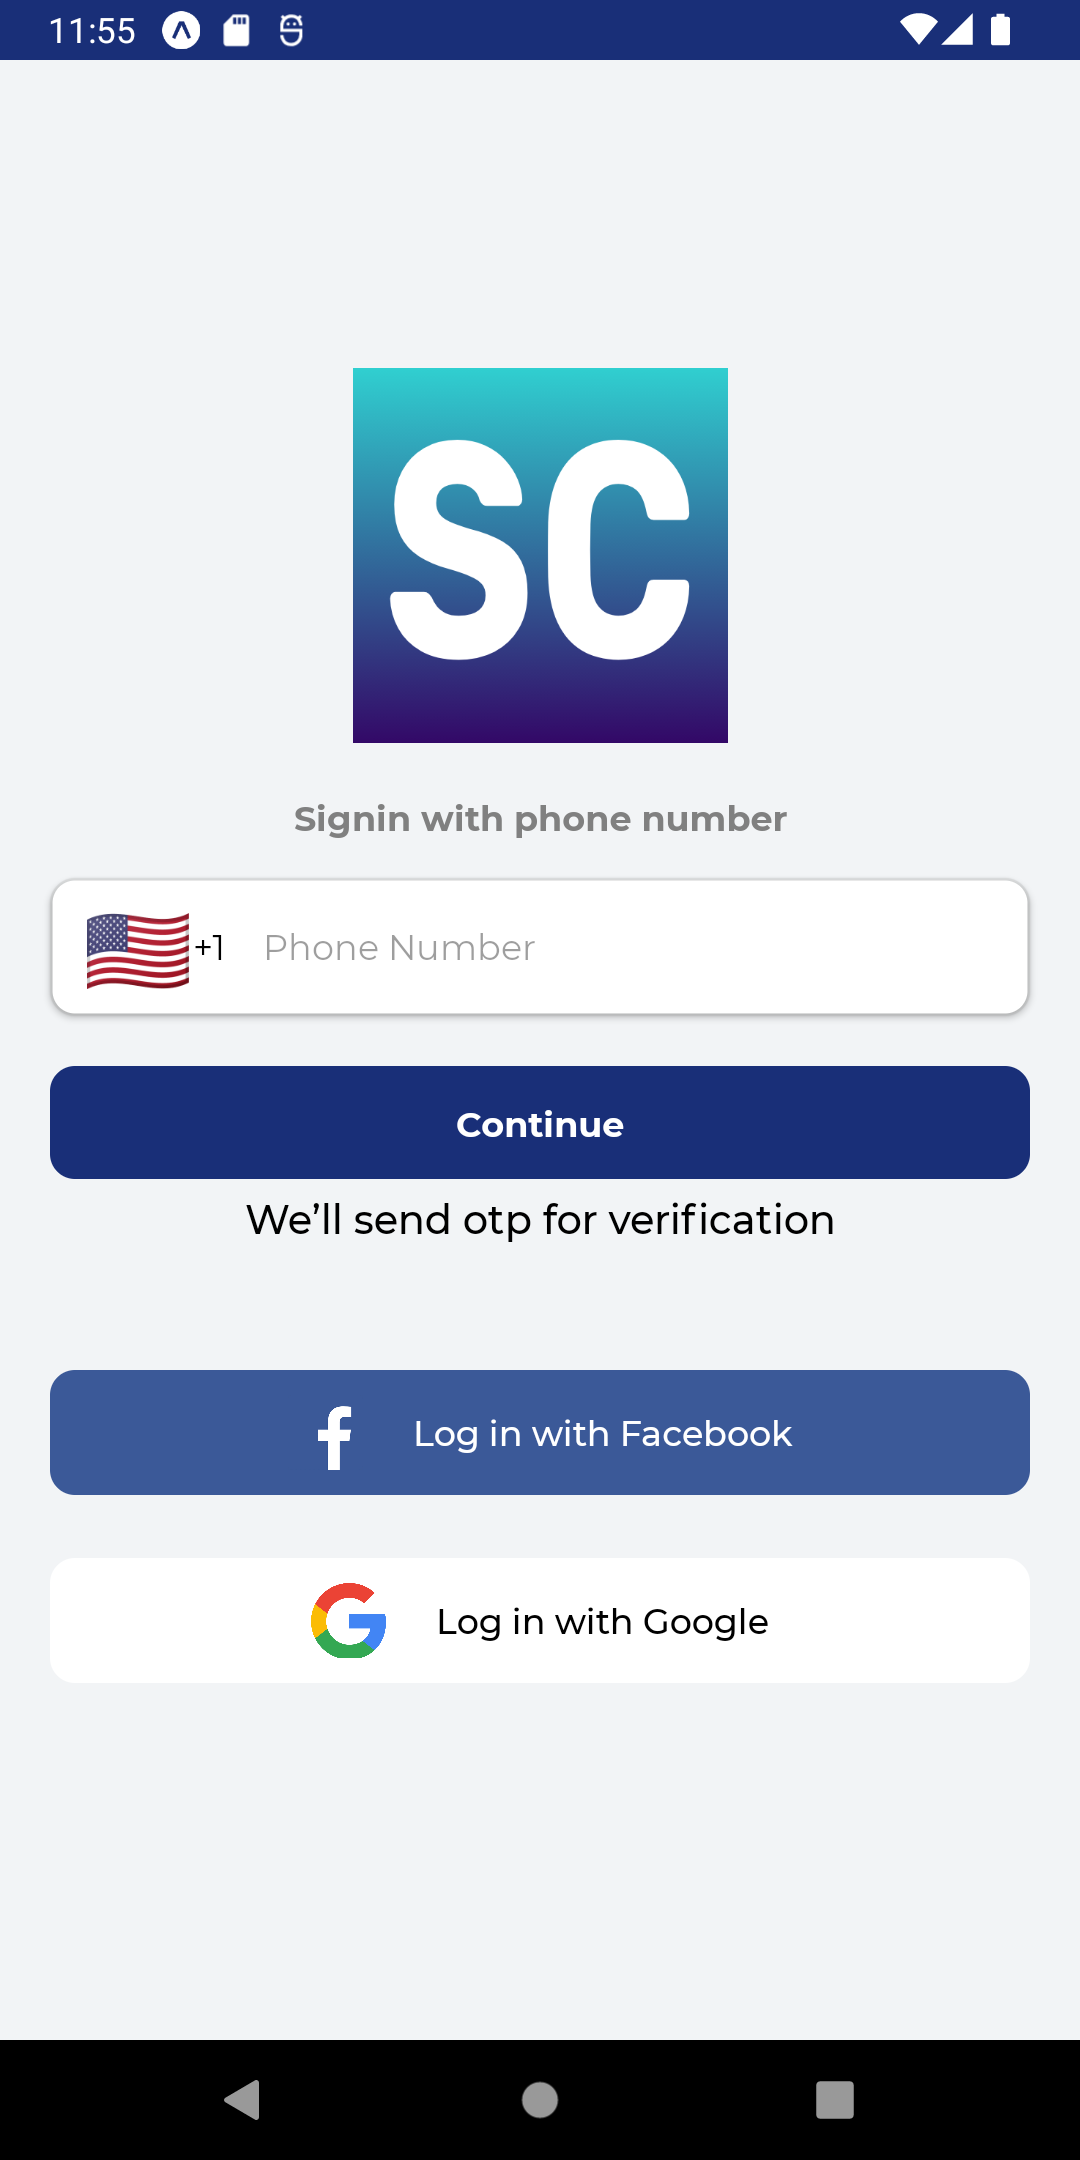 11:55
SC
Signin with phone number
+1 Phone Number
Continue
We’ll send otp for verification
Log in with Facebook
Log in with Google